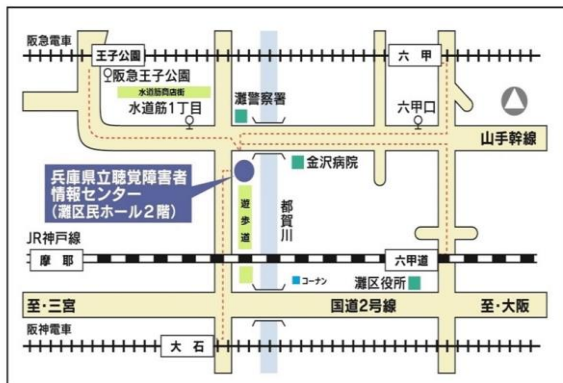 阪急電車
王子公園
六甲
阪急王子公園
水道筋商店街
水道筋1丁目
灘警察署
六甲口
山手幹線
金沢病院
兵庫県立聴覚障害者
情報センター
(灘区民ホール2階)
遊歩道
都賀川
JR神戸線
摩耶
六甲道
コーナン
灘区役所
至・三宮
国道2号線
至・大阪
阪神電車
大石